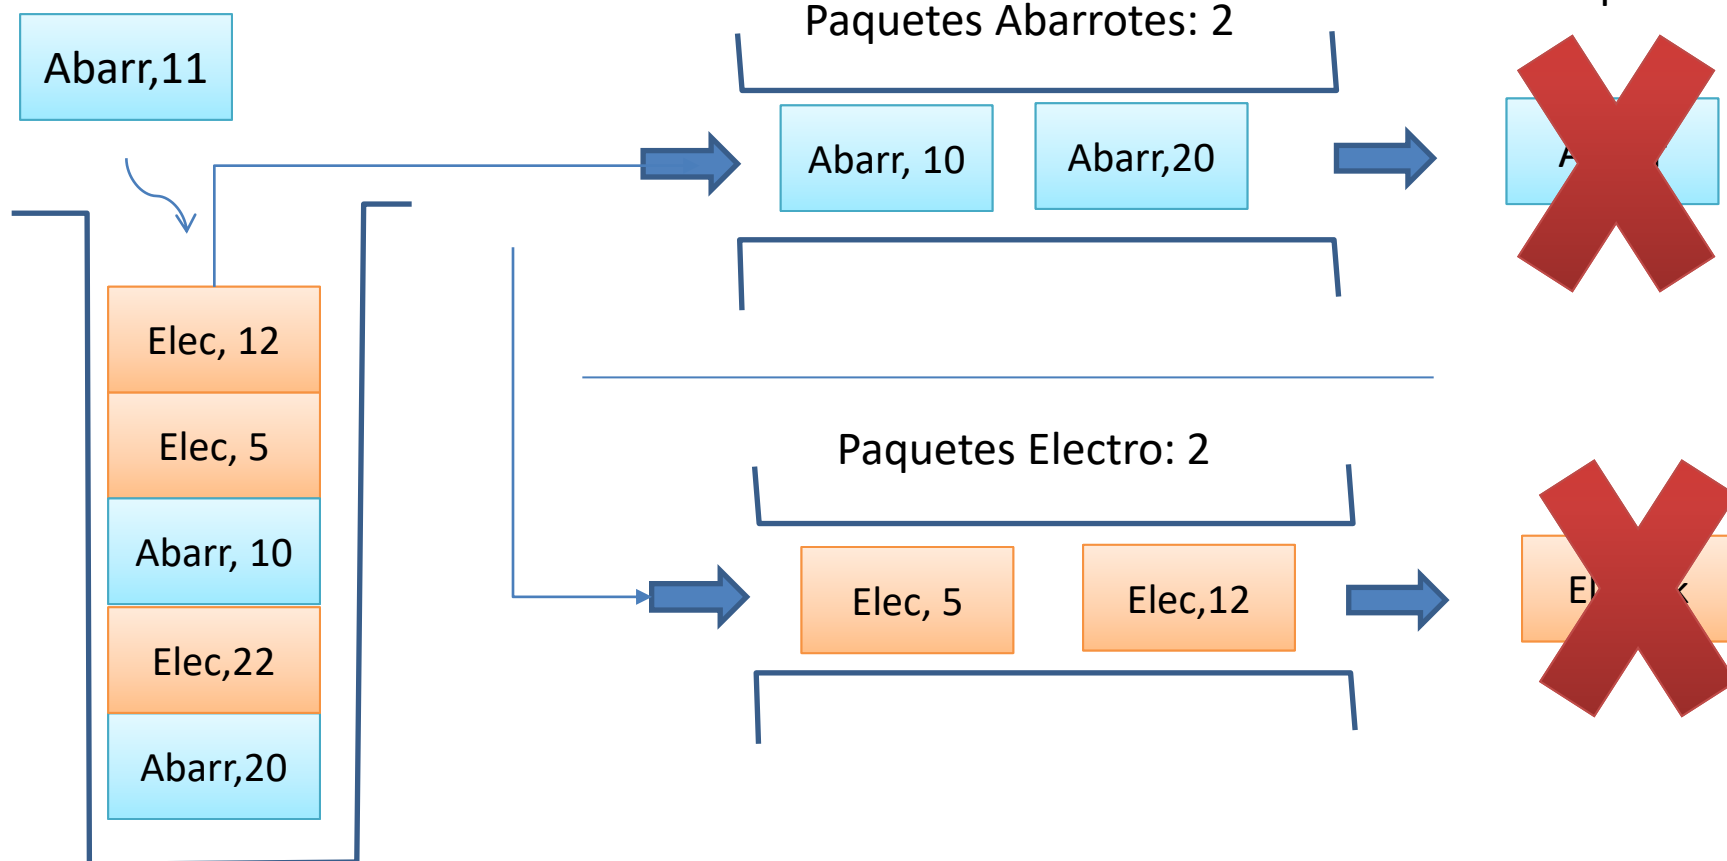 Paquetes Abarrotes: 2
Abarr,11
Abarr, 10
Abarr,20
Elec, 12
Elec, 5
Abarr, 10
Elec,22
Abarr,20
Paquetes Electro: 2
Elec, 5
Elec,12